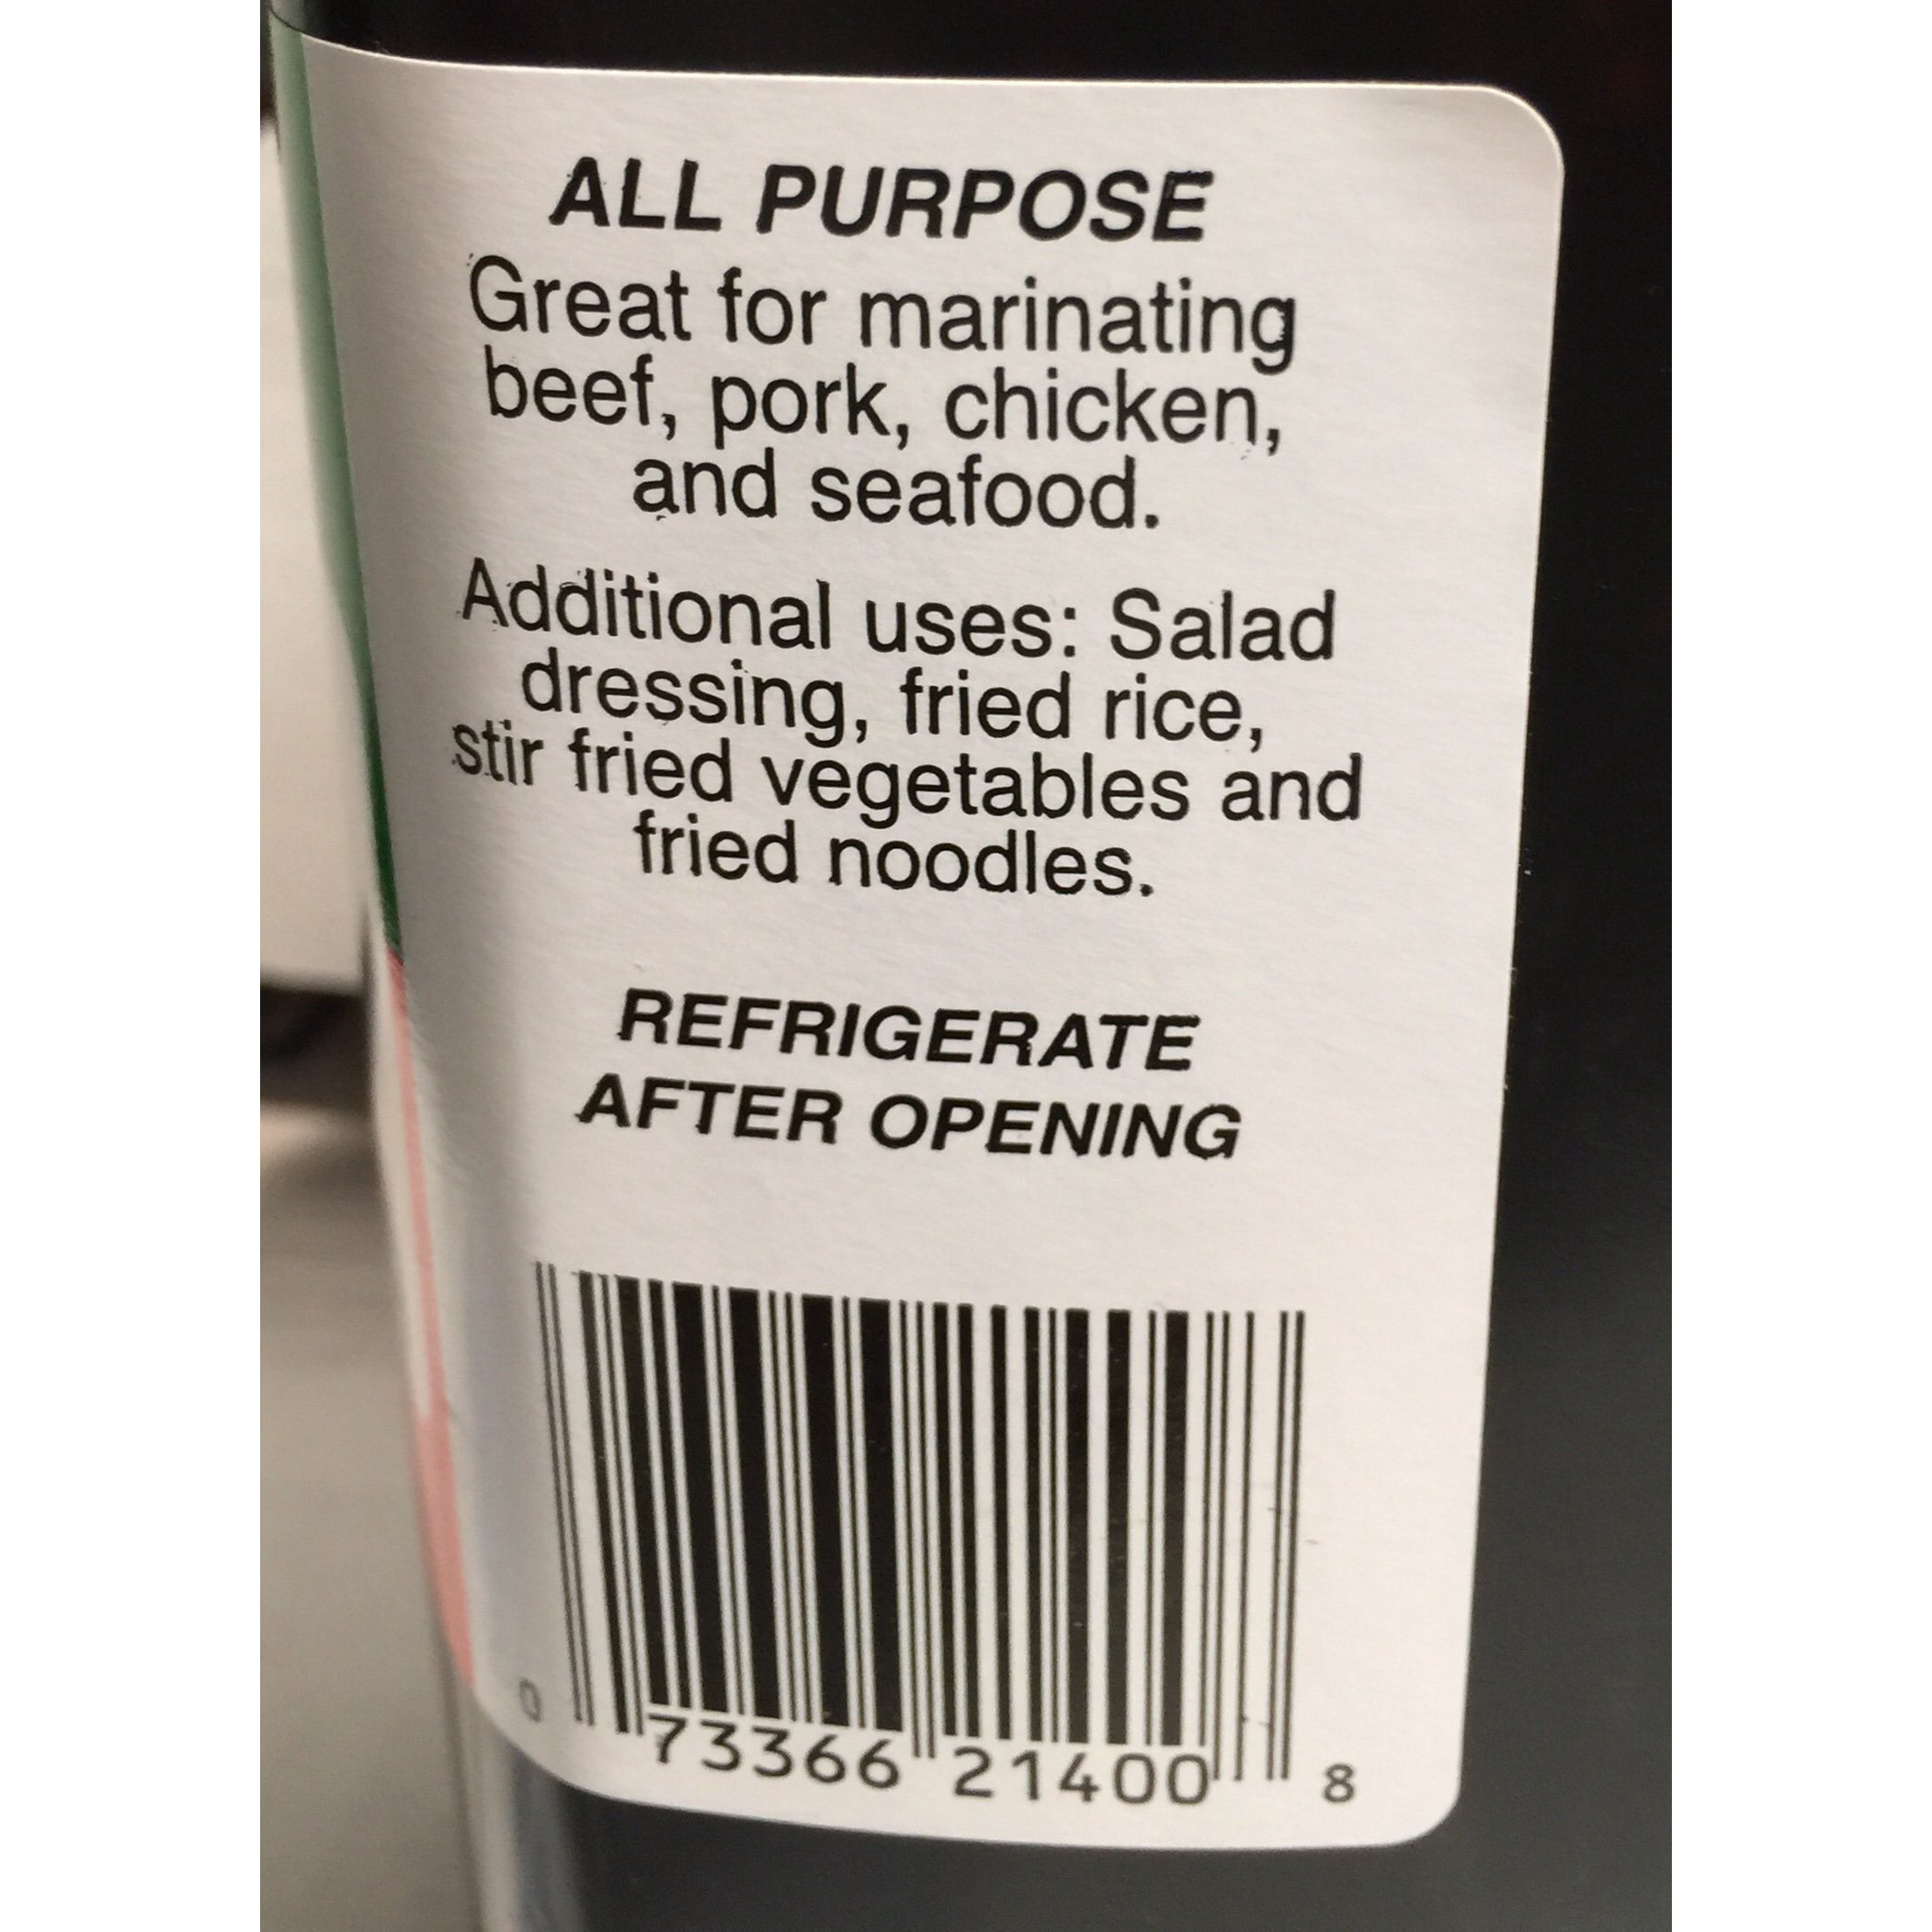 ALL PURPOSE
Great for marinating
beef, pork, chicken,
and seafood.
Additional uses: Salad
dressing, fried rice,
stir fried vegetables and
fried noodles.
REFRIGERATE
AFTER OPENING
0 73366 21400 8